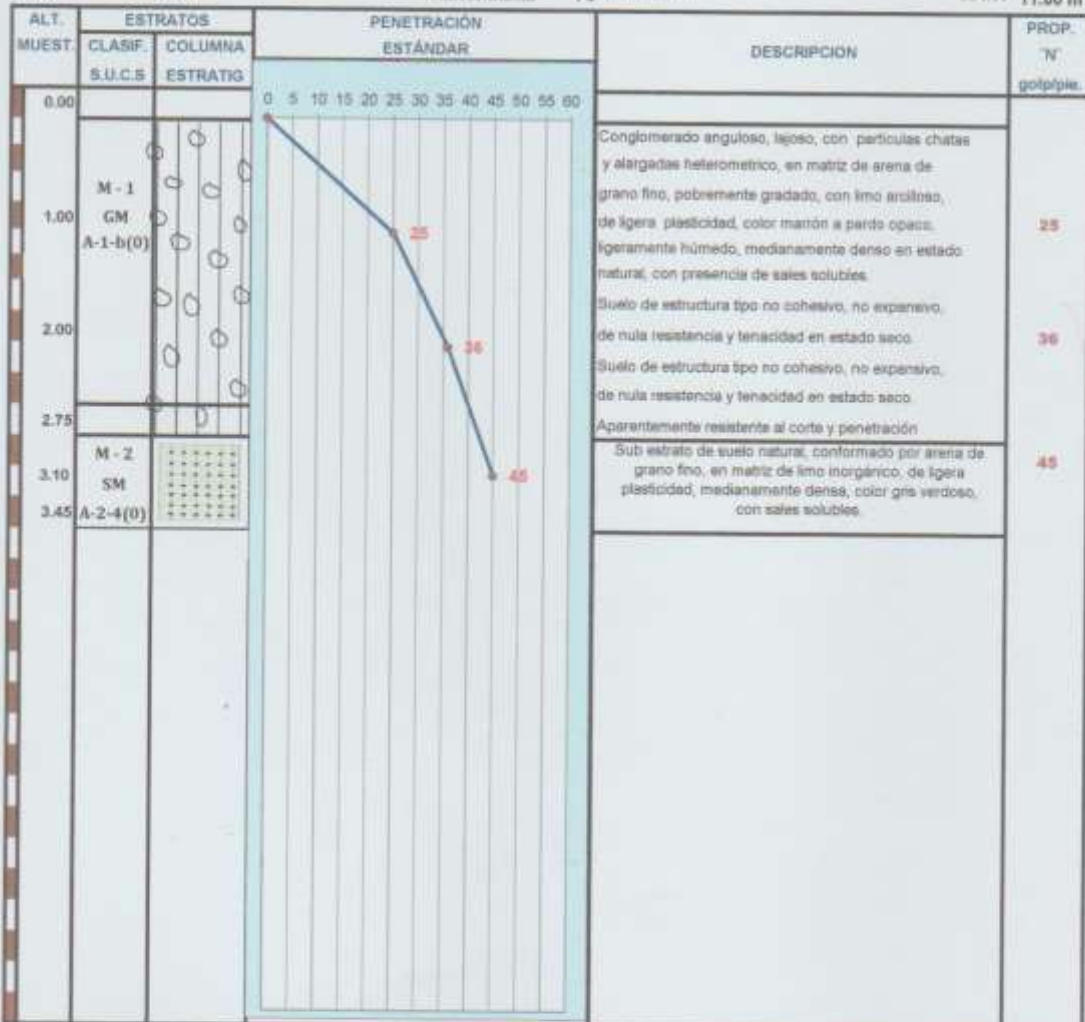 11.00 m
ALT. MUEST.
ESTRATOS
CLASIF. S.U.C.S
COLUMNA ESTRATIG
PENETRACIÓN
ESTÁNDAR
DESCRIPCION
PROP. "N" golp/pie.
0 5 10 15 20 25 30 35 40 45 50 55 60
0.00
1.00
2.00
2.75
3.10
3.45
M - 1
GM
A-1-b(0)
M - 2
SM
A-2-4(0)
25
36
45
Conglomerado anguloso, lajoso, con particulas chatas
y alargadas heterometrico, en matriz de arena de
grano fino, pobremente gradado, con limo arcilloso,
de ligera plasticidad, color marrón a pardo opaco,
ligeramente húmedo, medianamente denso en estado
natural, con presencia de sales solubles.
Suelo de estructura tipo no cohesivo, no expansivo,
de nula resistencia y tenacidad en estado seco.
Suelo de estructura tipo no cohesivo, no expansivo,
de nula resistencia y tenacidad en estado seco.
Aparentemente resistente al corte y penetración
Sub estrato de suelo natural, conformado por arena de
grano fino, en matriz de limo inorgánico, de ligera
plasticidad, medianamente densa, color gris verdoso,
con sales solubles.
25
36
45